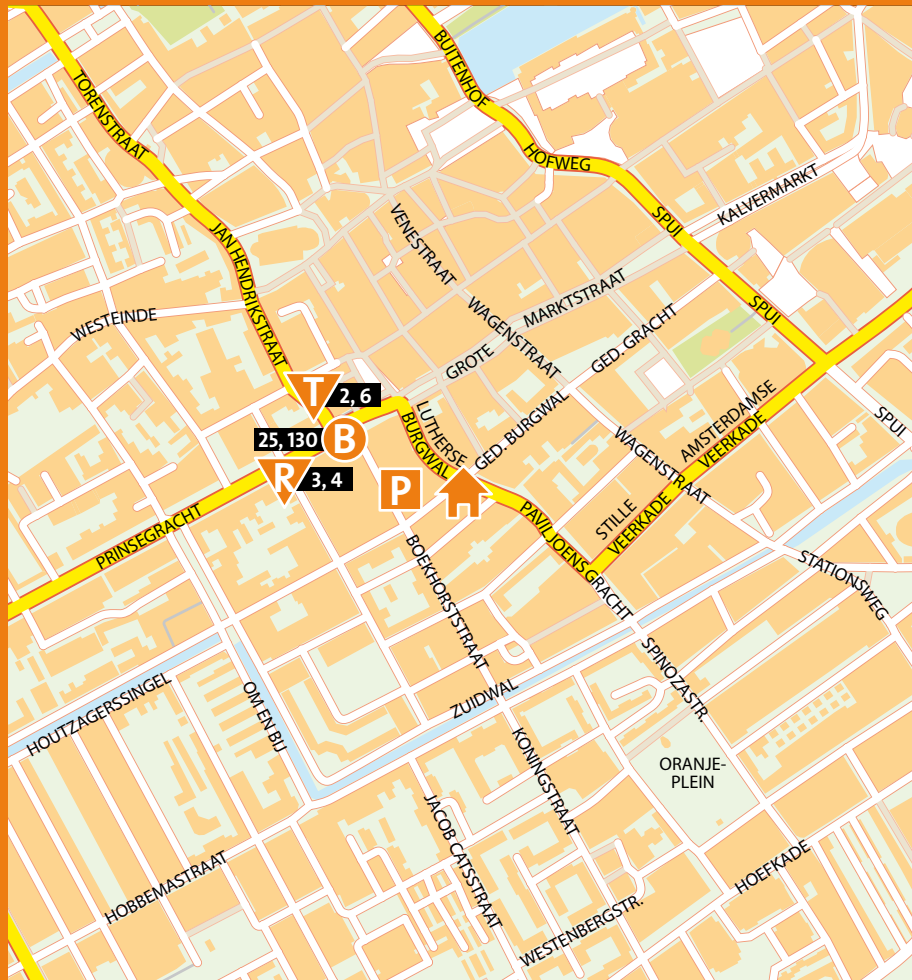 BUITENHOF
TORENSTRAAT
HOFWEG
KALVERMARKT
SPUI
VENESTRAAT
JAN HENDRIKSTRAAT
MARKTSTRAAT
WAGENSTRAAT
SPUI
WESTEINDE
GED. GRACHT
GROTE
T 2, 6
AMSTERDAMSE
VEERKADE
SPUI
LUTHERSE
BURGWAL
GED. BURGWAL
25, 130 B
WAGENSTRAAT
R 3, 4
P
STILLE
VEERKADE
PRINSEGRACHT
PAVILJOENSGRACHT
BOEKHORSTSTRAAT
STATIONSWEG
SPINOZASTR.
ZUIDWAL
HOUTZAGERSSINGEL
OM EN BIJ
KONINGSTRAAT
ORANJE-
PLEIN
JACOB CATSSTRAAT
HOBBEMASTRAAT
HOEFKADE
WESTENBERGSTR.